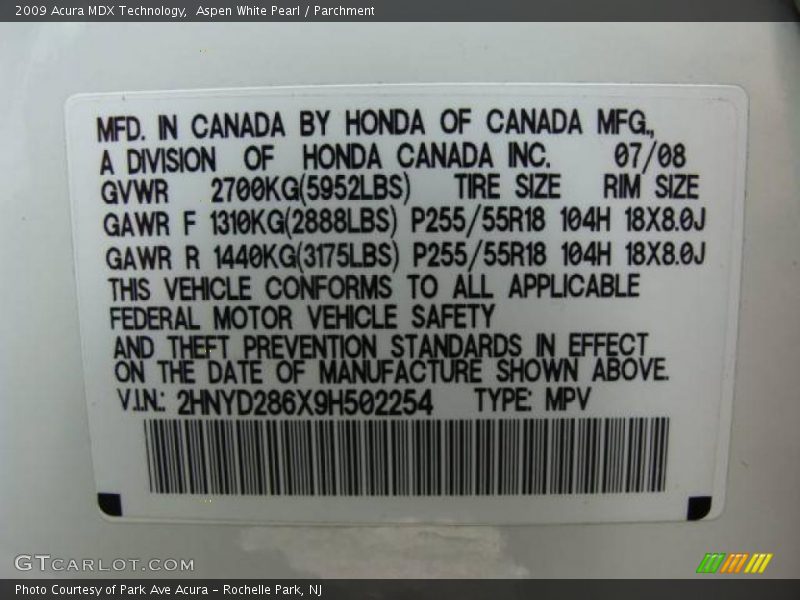 2009 Acura MDX Technology,  Aspen White Pearl / Parchment
MFD. IN CANADA BY HONDA OF CANADA MFG.,
A DIVISION OF HONDA CANADA INC. 07/08
GVWR 2700KG(5952LBS) TIRE SIZE RIM SIZE
GAWR F 1310KG(2888LBS) P255/55R18 104H 18X8.0J
GAWR R 1440KG(3175LBS) P255/55R18 104H 18X8.0J
THIS VEHICLE CONFORMS TO ALL APPLICABLE
FEDERAL MOTOR VEHICLE SAFETY
AND THEFT PREVENTION STANDARDS IN EFFECT
ON THE DATE OF MANUFACTURE SHOWN ABOVE.
V.I.N.: 2HNYD286X9H502254 TYPE: MPV
GTCARLOT.COM
Photo Courtesy of Park Ave Acura – Rochelle Park, NJ